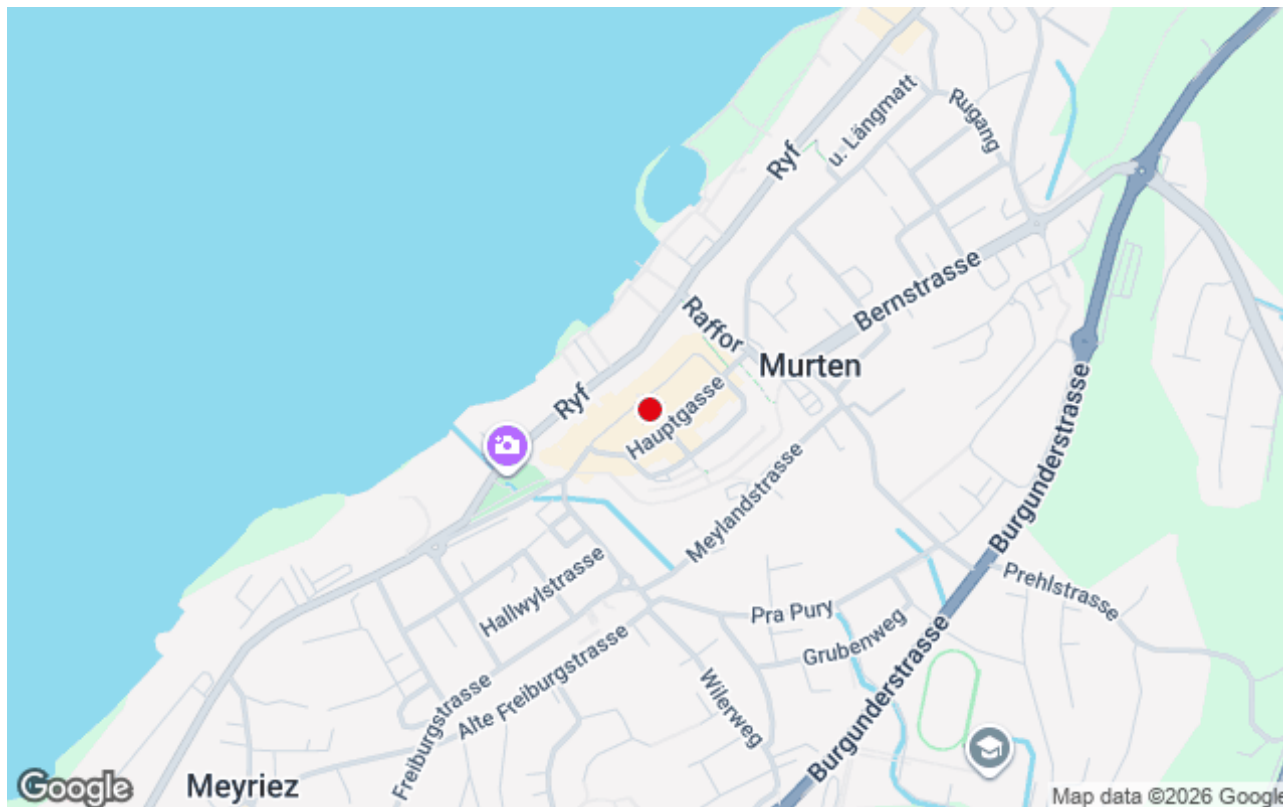 u. Längmatt
Rugang
Ryf
Bernstrasse
Raffor
Murten
Ryf
Hauptgasse
Burgunderstrasse
Meylandstrasse
Prehlstrasse
Hallwylstrasse
Pra Pury
Grubenweg
Alte Freiburgstrasse
Freiburgstrasse
Wilerweg
Burgunderstrasse
Meyriez
Google
Map data ©2026 Google